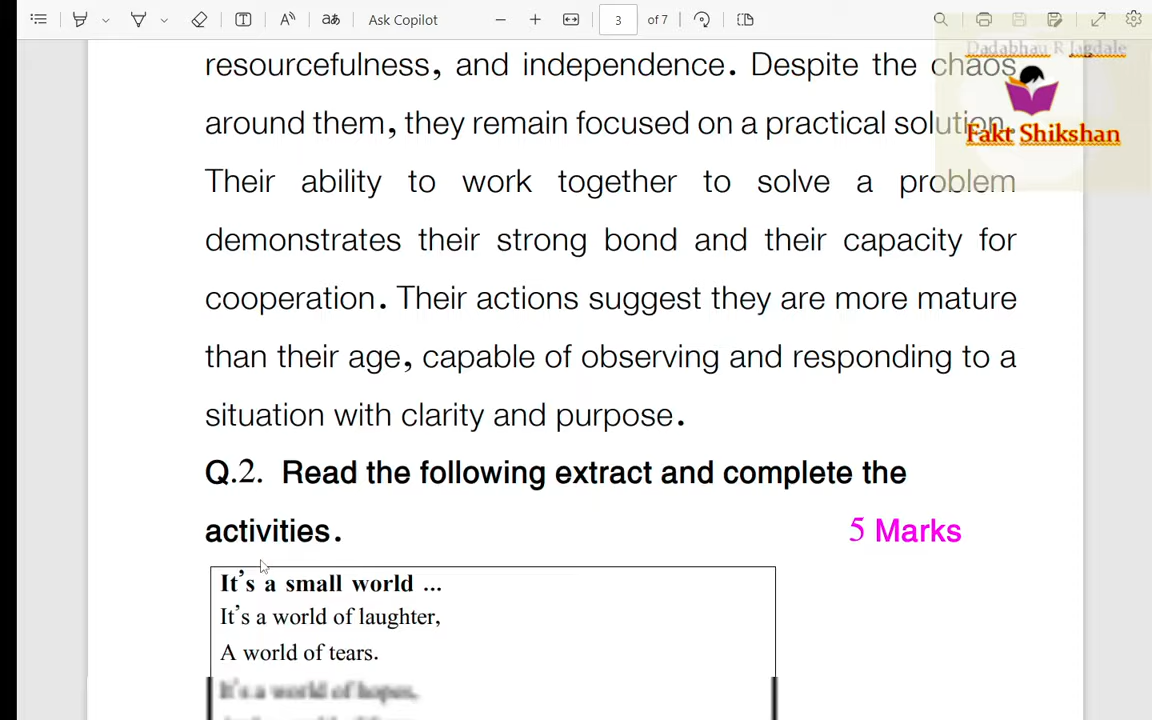 Ask Copilot
3 of 7
Dadabhau R Jagdale
Fakt Shikshan
resourcefulness, and independence. Despite the chaos
around them, they remain focused on a practical solution.
Their ability to work together to solve a problem
demonstrates their strong bond and their capacity for
cooperation. Their actions suggest they are more mature
than their age, capable of observing and responding to a
situation with clarity and purpose.
Q.2. Read the following extract and complete the
activities. 5 Marks
It's a small world ...
It's a world of laughter,
A world of tears.
It's a world of hopes,